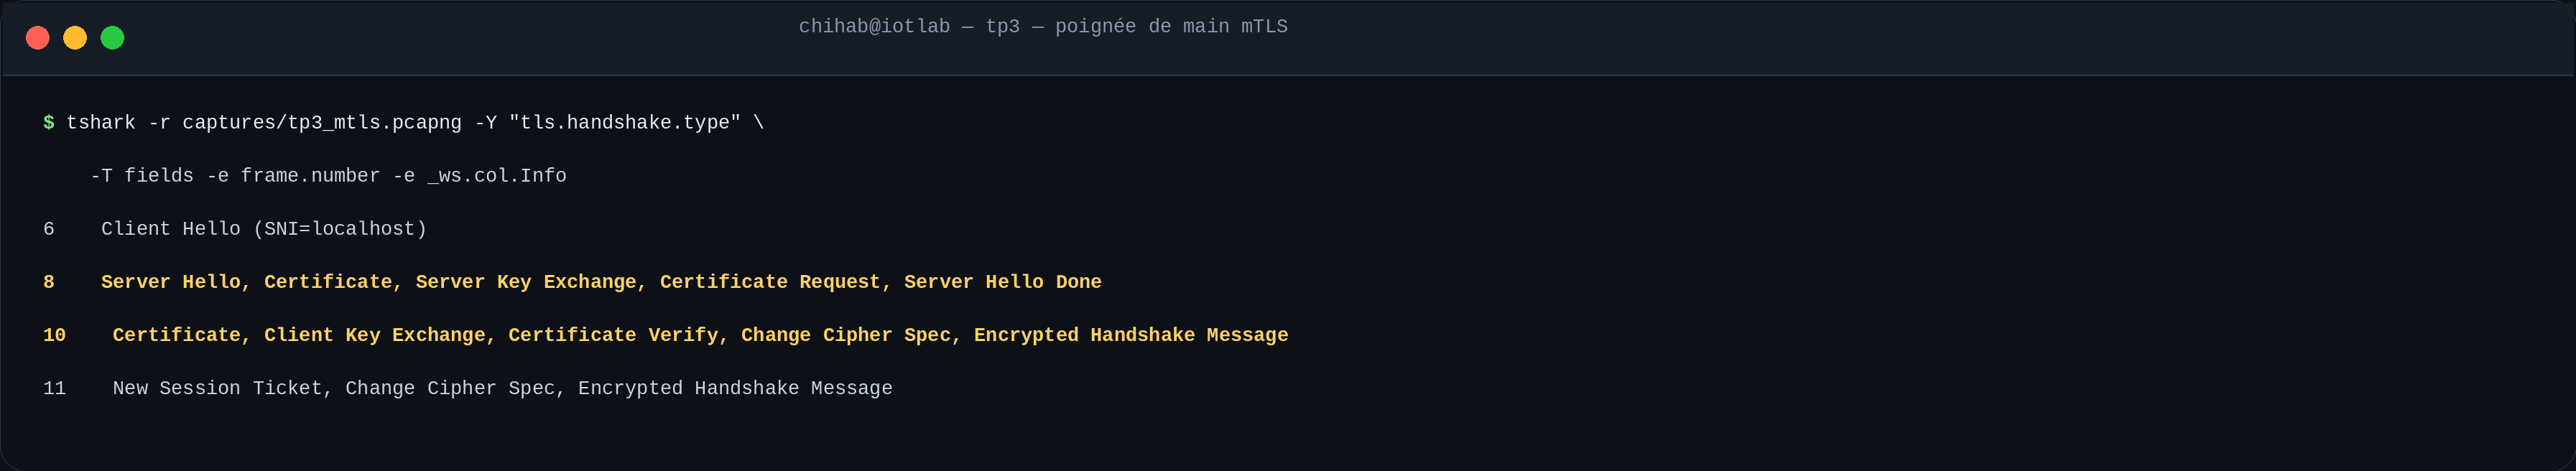 chihab@iotlab — tp3 — poignée de main mTLS
$ tshark -r captures/tp3_mtls.pcapng -Y "tls.handshake.type" \
-T fields -e frame.number -e _ws.col.Info
6 Client Hello (SNI=localhost)
8 Server Hello, Certificate, Server Key Exchange, Certificate Request, Server Hello Done
10 Certificate, Client Key Exchange, Certificate Verify, Change Cipher Spec, Encrypted Handshake Message
11 New Session Ticket, Change Cipher Spec, Encrypted Handshake Message